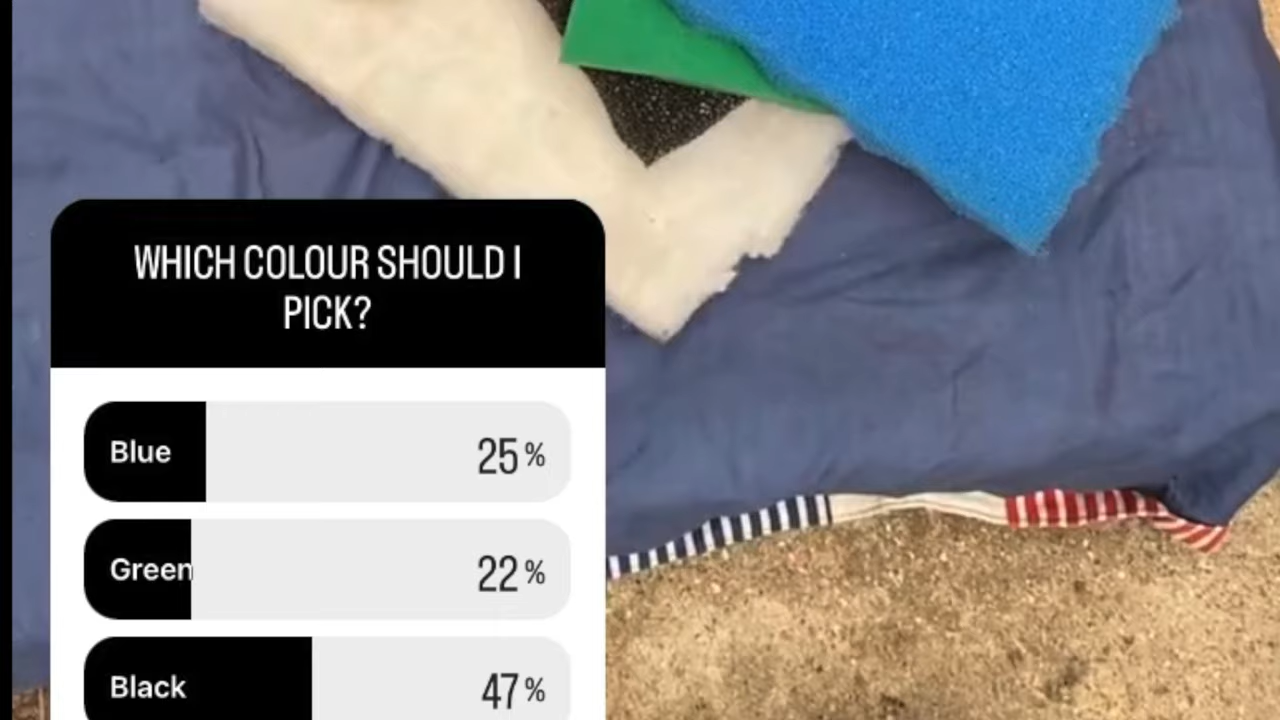 WHICH COLOUR SHOULD I
PICK?
Blue 25%
Green 22%
Black 47%